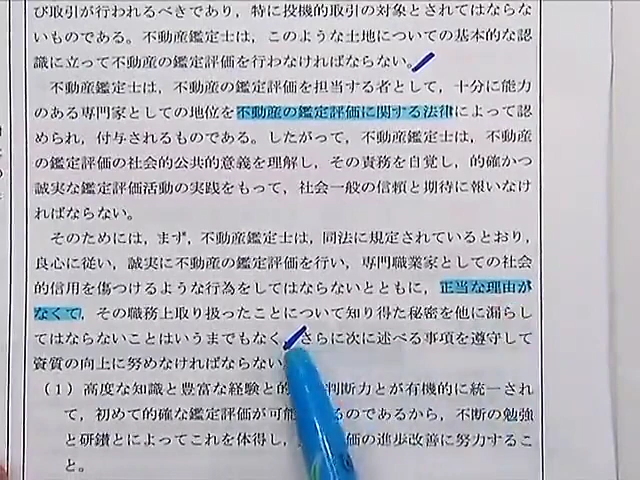 び取引が行われるべきであり，特に投機的取引の対象とされてはならな
いものである。不動産鑑定士は，このような土地についての基本的な認
識に立って不動産の鑑定評価を行わなければならない。
不動産鑑定士は，不動産の鑑定評価を担当する者として，十分に能力
のある専門家としての地位を不動産の鑑定評価に関する法律によって認
められ，付与されるものである。したがって，不動産鑑定士は，不動産
の鑑定評価の社会的公共的意義を理解し，その責務を自覚し，的確かつ
誠実な鑑定評価活動の実践をもって，社会一般の信頼と期待に報いなけ
ればならない。
そのためには，まず，不動産鑑定士は，同法に規定されているとおり，
良心に従い，誠実に不動産の鑑定評価を行い，専門職業家としての社会
的信用を傷つけるような行為をしてはならないとともに，正当な理由が
なくて，その職務上取り扱ったことについて知り得た秘密を他に漏らし
てはならないことはいうまでもなく，さらに次に述べる事項を遵守して
資質の向上に努めなければならない
（1）高度な知識と豊富な経験と的 判断力とが有機的に統一され
て，初めて的確な鑑定評価が可能 るのであるから，不断の勉強
と研鑽とによってこれを体得し， 価の進歩改善に努力するこ
と。